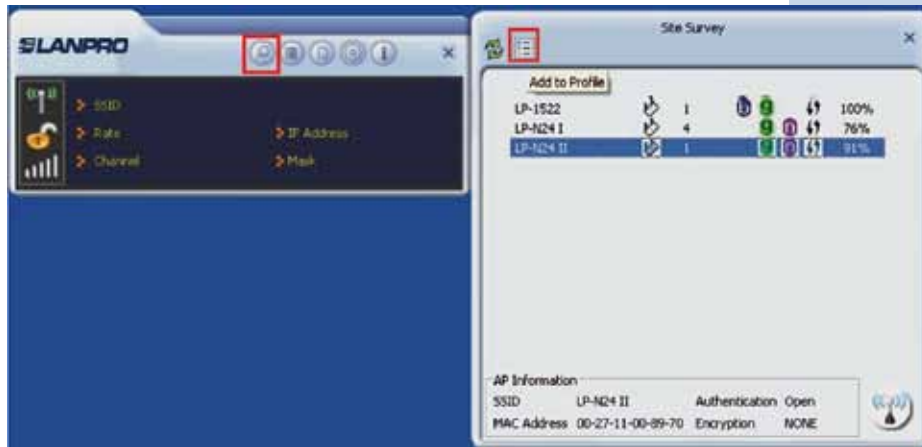 SLANPRO
SSID
Rate
IP Address
Channel
Mask
Site Survey
Add to Profile
LP-1522 1 b g 100%
LP-N24 I 4 g n 76%
LP-N24 II 1 g n 91%
AP Information
SSID LP-N24 II Authentication Open
MAC Address 00-27-11-00-89-70 Encryption NONE